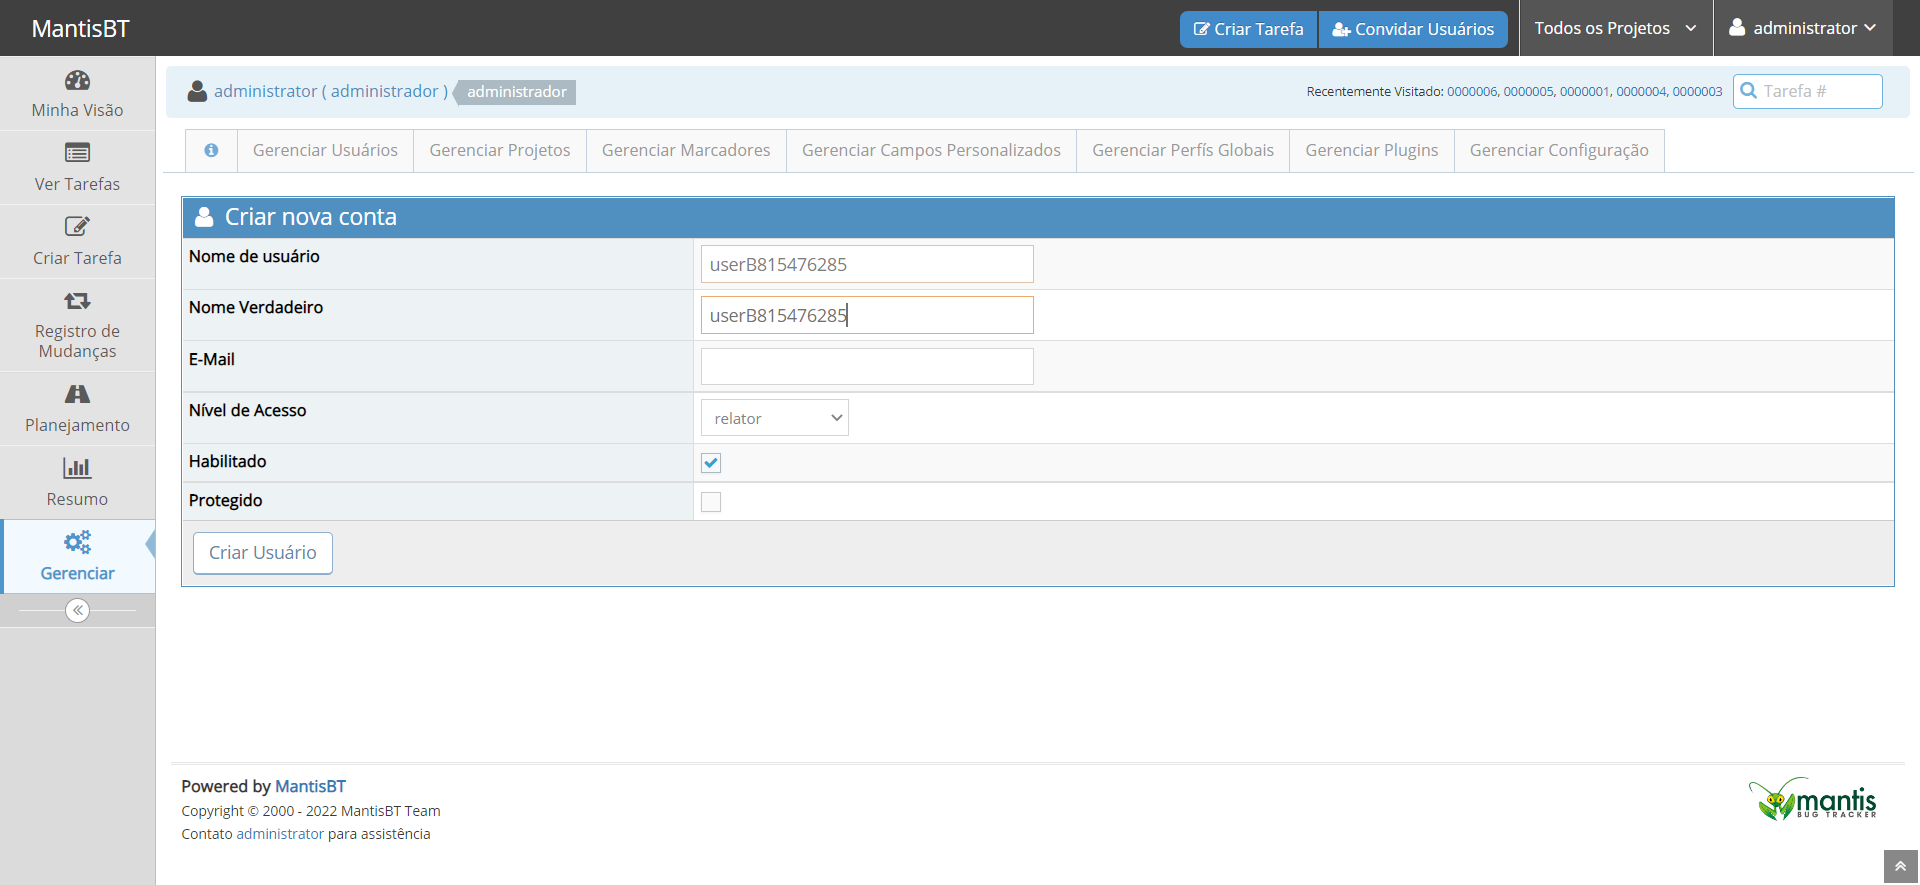 MantisBT
Criar Tarefa
Convidar Usuários
Todos os Projetos
administrator
Minha Visão
Ver Tarefas
Criar Tarefa
Registro de
Mudanças
Planejamento
Resumo
Gerenciar
administrator ( administrador )
administrador
Recentemente Visitado: 0000006, 0000005, 0000001, 0000004, 0000003
Tarefa #
Gerenciar Usuários
Gerenciar Projetos
Gerenciar Marcadores
Gerenciar Campos Personalizados
Gerenciar Perfís Globais
Gerenciar Plugins
Gerenciar Configuração
Criar nova conta
Nome de usuário
userB815476285
Nome Verdadeiro
userB815476285
E-Mail
Nível de Acesso
relator
Habilitado
Protegido
Criar Usuário
Powered by MantisBT
Copyright © 2000 - 2022 MantisBT Team
Contato administrator para assistência
mantis
BUG TRACKER